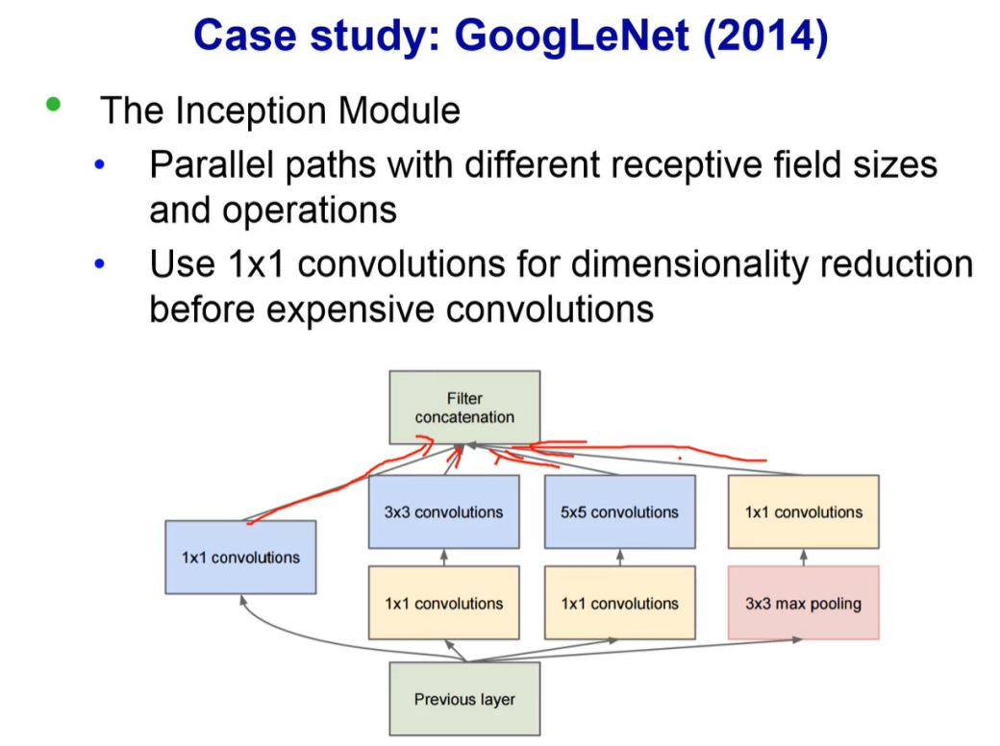 Case study: GoogLeNet (2014)
• The Inception Module
• Parallel paths with different receptive field sizes
and operations
• Use 1x1 convolutions for dimensionality reduction
before expensive convolutions
Filter
concatenation
3x3 convolutions
5x5 convolutions
1x1 convolutions
1x1 convolutions
1x1 convolutions
1x1 convolutions
3x3 max pooling
Previous layer